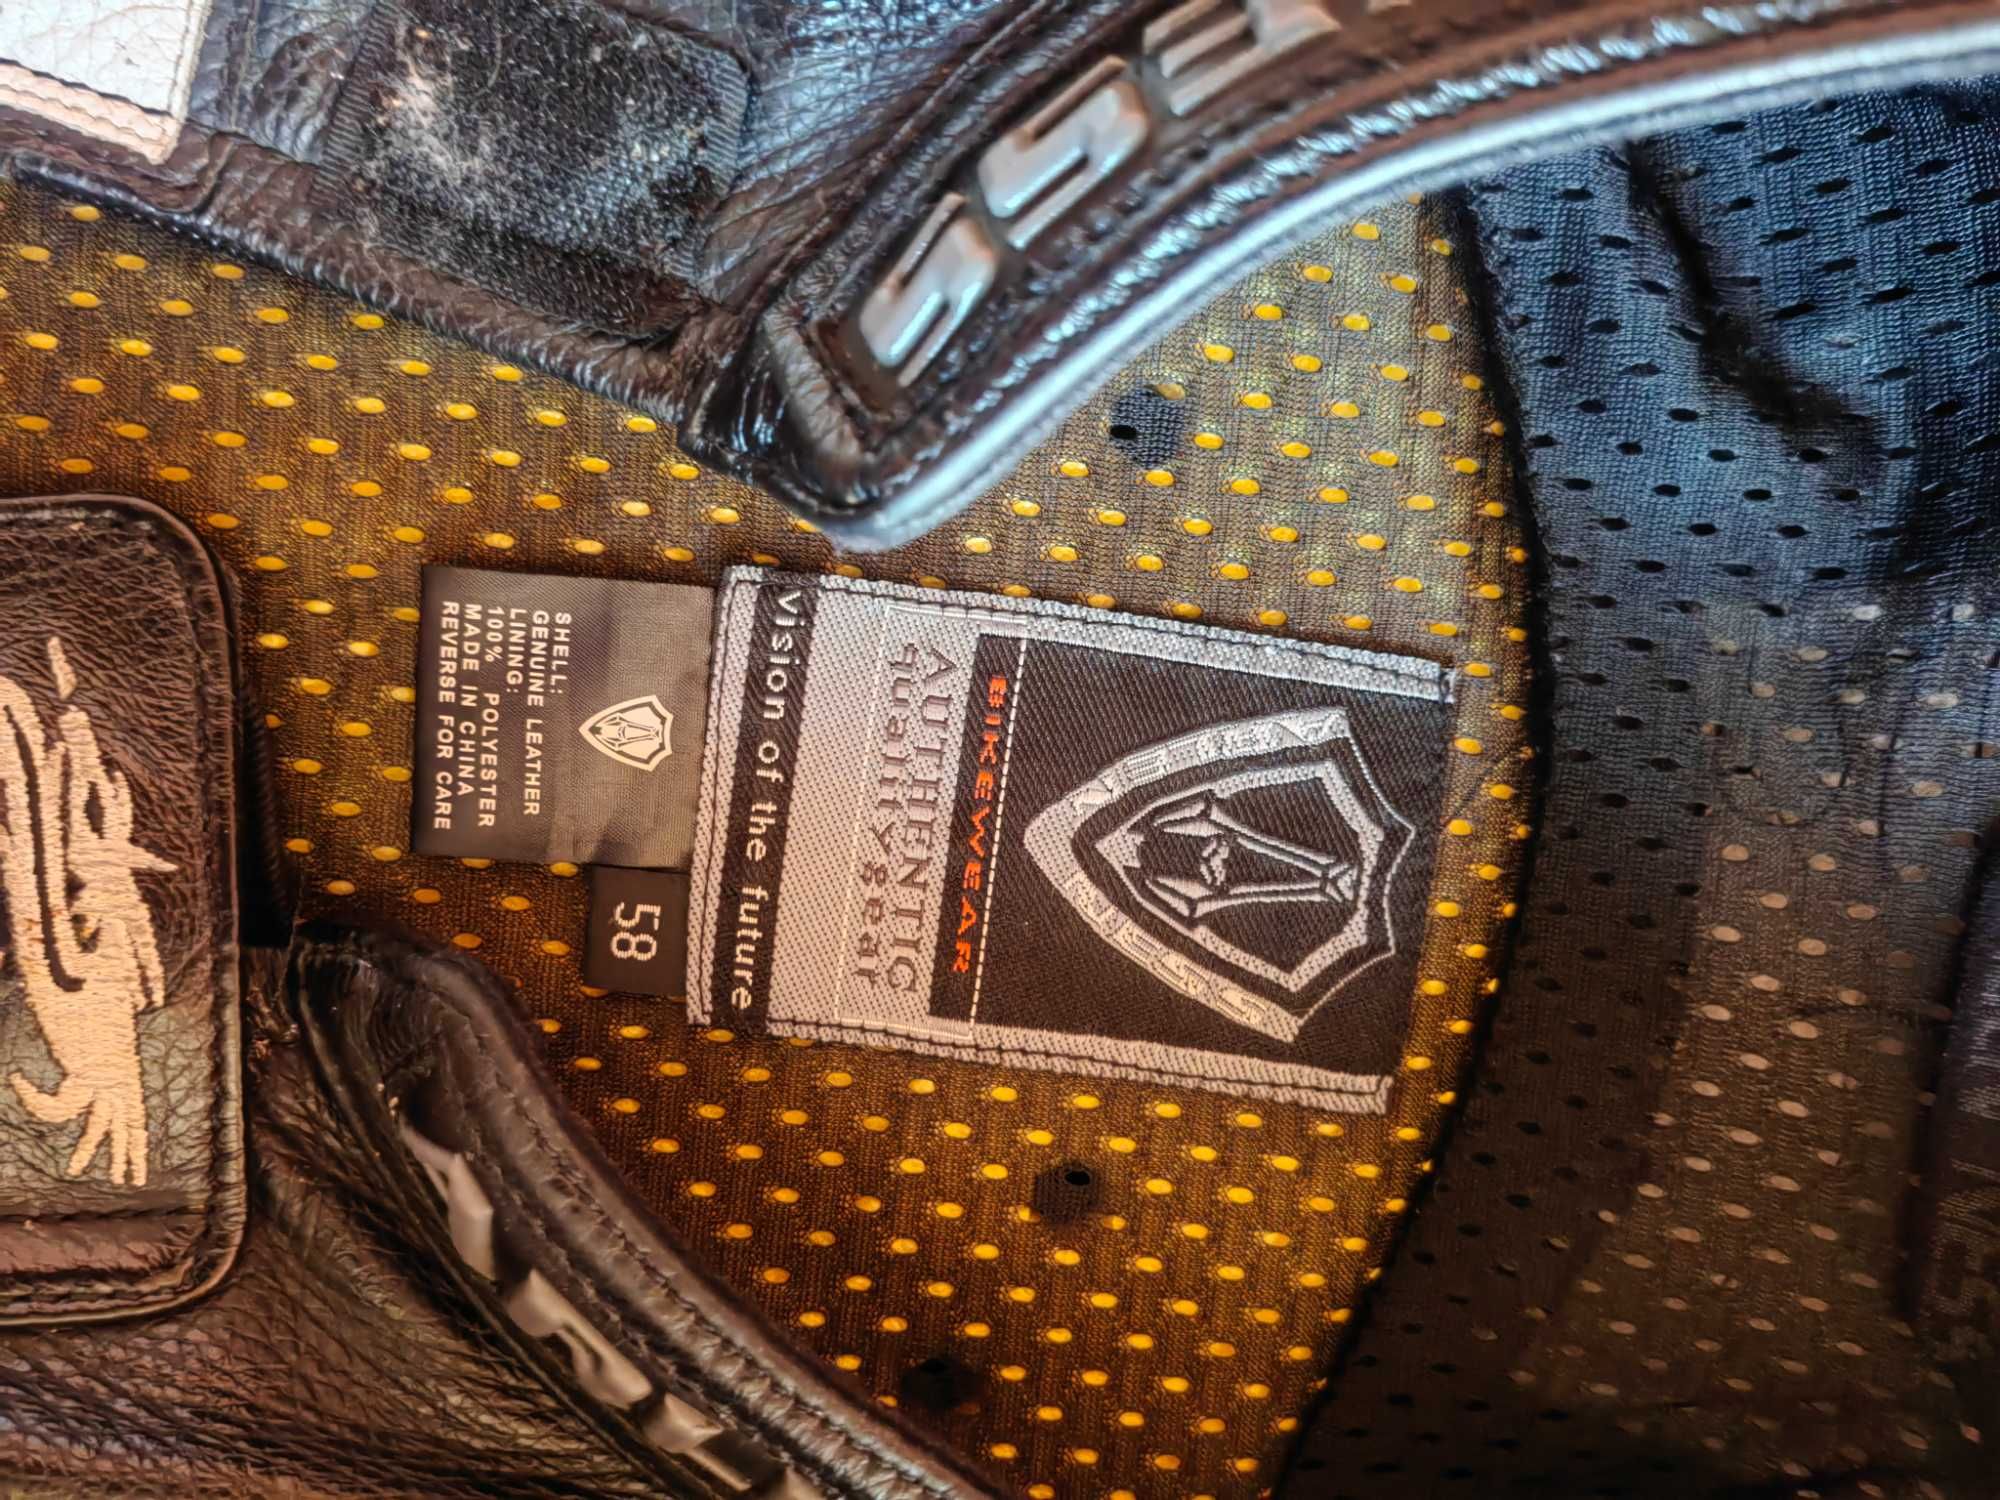 BIKEWEAR
AUTHENTIC
quality gear
Vision of the future
58
SHELL:
GENUINE LEATHER
LINING:
100% POLYESTER
MADE IN CHINA
REVERSE FOR CARE